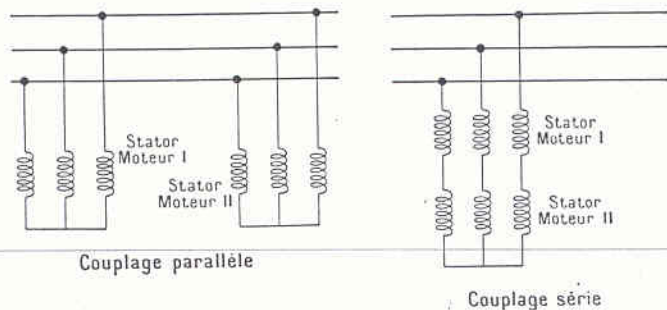 Stator
Moteur I
Stator
Moteur II
Couplage parallèle
Stator
Moteur I
Stator
Moteur II
Couplage série